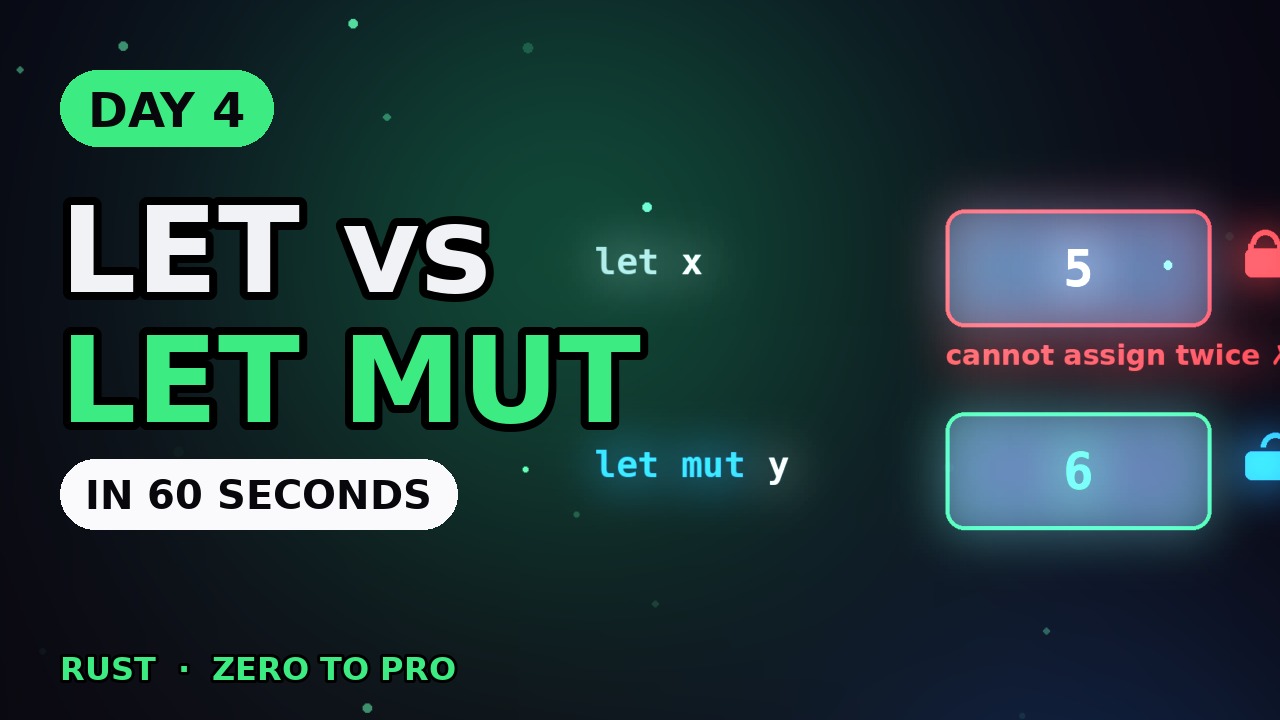 DAY 4
LET vs
LET MUT
IN 60 SECONDS
let x
5
cannot assign twice
let mut y
6
RUST · ZERO TO PRO